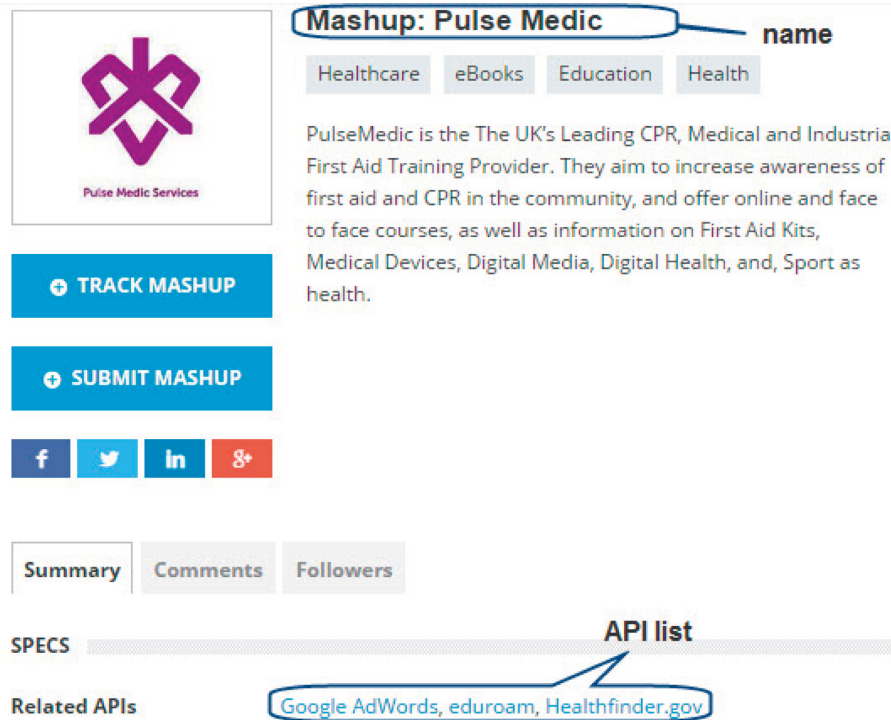 Mashup: Pulse Medic
name
Healthcare eBooks Education Health
PulseMedic is the The UK's Leading CPR, Medical and Industria
First Aid Training Provider. They aim to increase awareness of
first aid and CPR in the community, and offer online and face
to face courses, as well as information on First Aid Kits,
Medical Devices, Digital Media, Digital Health, and, Sport as
health.
Pulse Medic Services
TRACK MASHUP
SUBMIT MASHUP
f in 8+
Summary Comments Followers
SPECS
API list
Related APIs Google AdWords, eduroam, Healthfinder.gov